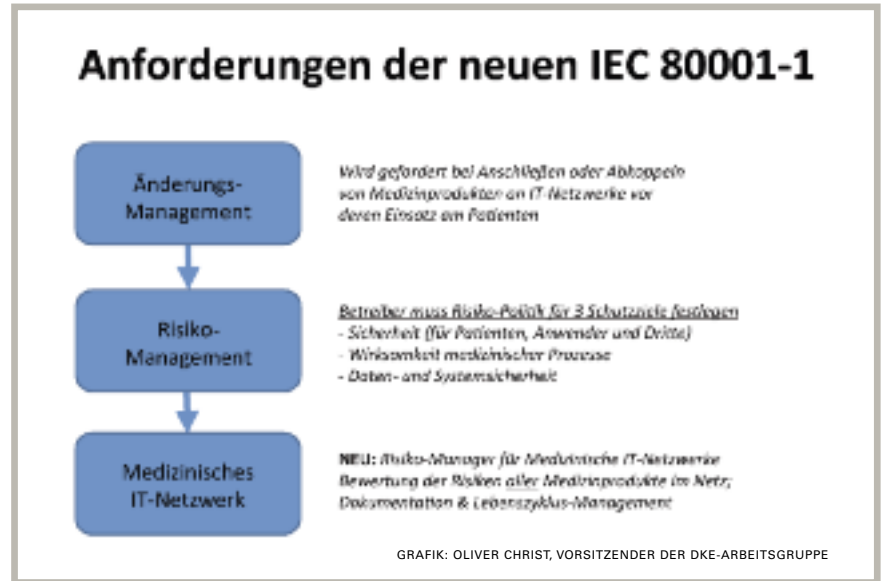 Anforderungen der neuen IEC 80001-1
Änderungs-
Management
Wird gefordert bei Anschließen oder Abkoppeln
von Medizinprodukten an IT-Netzwerke vor
deren Einsatz am Patienten
Risiko-
Management
Betreiber muss Risiko-Politik für 3 Schutzziele festlegen
- Sicherheit (für Patienten, Anwender und Dritte)
- Wirksamkeit medizinischer Prozesse
- Daten- und Systemsicherheit
Medizinisches
IT-Netzwerk
NEU: Risiko-Manager für Medizinische IT-Netzwerke
Bewertung der Risiken aller Medizinprodukte im Netz;
Dokumentation & Lebenszyklus-Management
GRAFIK: OLIVER CHRIST, VORSITZENDER DER DKE-ARBEITSGRUPPE